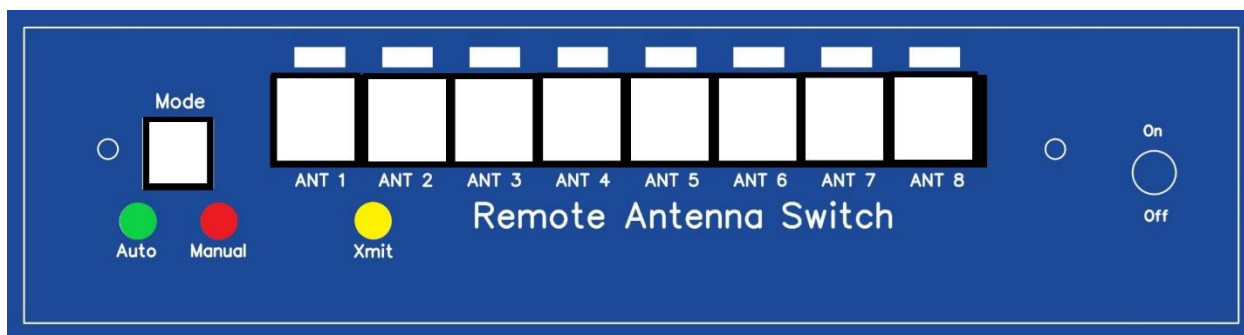 Mode
ANT 1 ANT 2 ANT 3 ANT 4 ANT 5 ANT 6 ANT 7 ANT 8
On
Off
Remote Antenna Switch
Auto Manual Xmit